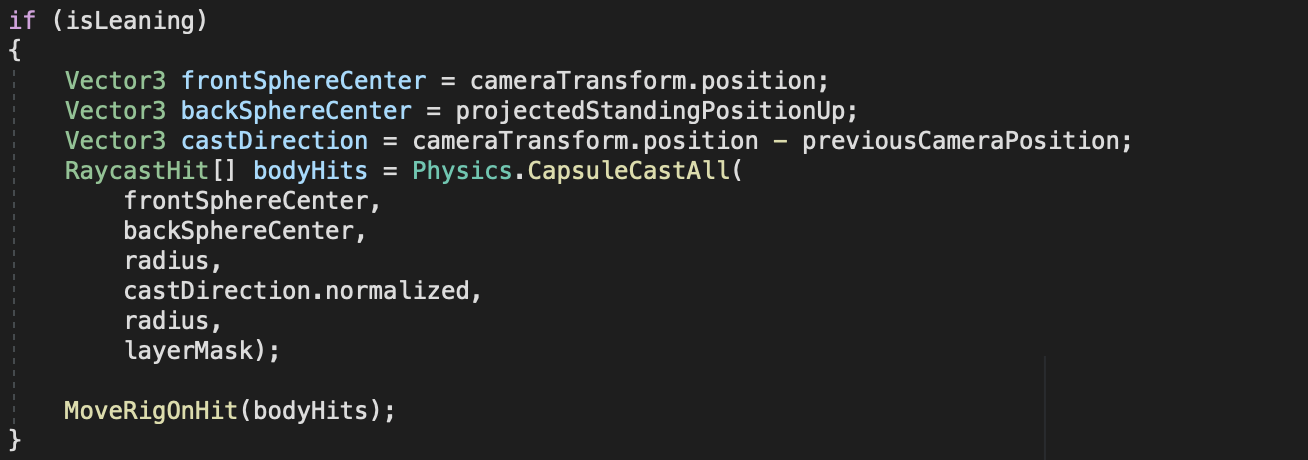 if (isLeaning)
{
Vector3 frontSphereCenter = cameraTransform.position;
Vector3 backSphereCenter = projectedStandingPositionUp;
Vector3 castDirection = cameraTransform.position - previousCameraPosition;
RaycastHit[] bodyHits = Physics.CapsuleCastAll(
frontSphereCenter,
backSphereCenter,
radius,
castDirection.normalized,
radius,
layerMask);
MoveRigOnHit(bodyHits);
}